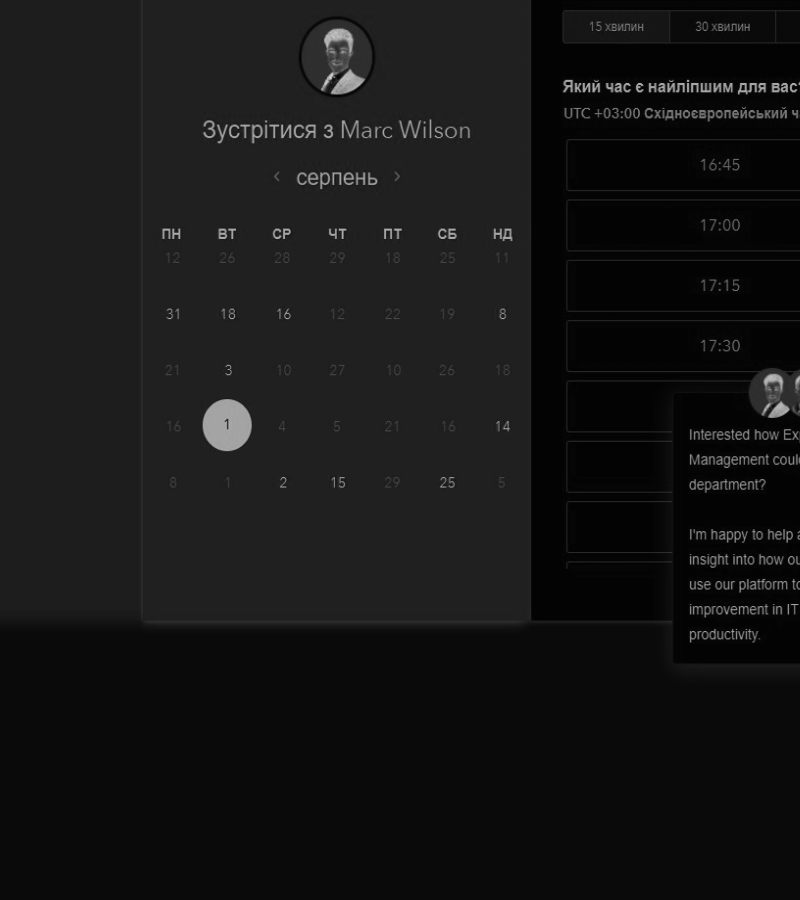 Зустрітися з Marc Wilson
‹ серпень ›
ПН ВТ СР ЧТ ПТ СБ НД
12 26 28 29 18 25 11
31 18 16 12 22 19 8
21 3 10 27 10 26 18
16 1 4 5 21 16 14
8 1 2 15 29 25 5
15 хвилин 30 хвилин
Який час є найліпшим для вас?
UTC +03:00 Східноєвропейський
16:45
17:00
17:15
17:30
Interested how
Management
department?
I'm happy to help
insight into how
use our platform
improvement in IT
productivity.